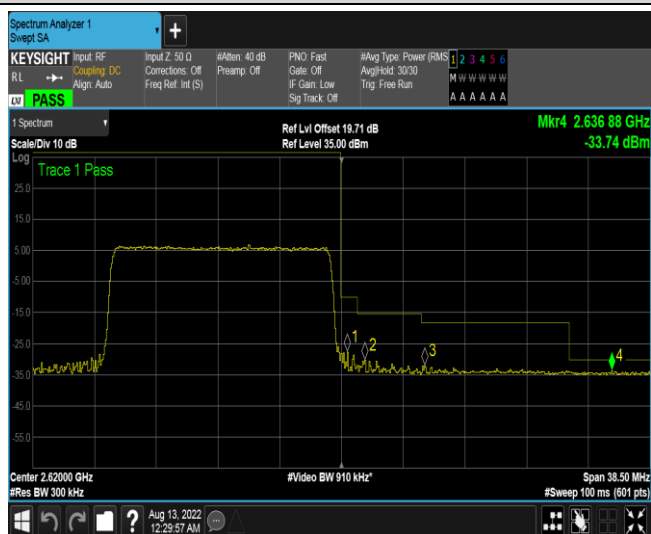 Spectrum Analyzer 1
Swept SA
+
KEYSIGHT
RL
LXI PASS
Input: RF
Coupling: DC
Align: Auto
Input Z: 50 Ω
Corrections: Off
Freq Ref: Int (S)
#Atten: 40 dB
Preamp: Off
PNO: Fast
Gate: Off
IF Gain: Low
Sig Track: Off
#Avg Type: Power (RMS
Avg|Hold: 30/30
Trig: Free Run
1 2 3 4 5 6
M W W W W W
A A A A A A
1 Spectrum
Scale/Div 10 dB
Ref Lvl Offset 19.71 dB
Ref Level 35.00 dBm
Mkr4 2.636 88 GHz
-33.74 dBm
Log
Trace 1 Pass
25.0
15.0
5.00
-5.00
-15.0
-25.0
-35.0
-45.0
-55.0
1
2
3
4
Center 2.62000 GHz
#Res BW 300 kHz
#Video BW 910 kHz*
Span 38.50 MHz
#Sweep 100 ms (601 pts)
?
Aug 13, 2022
12:29:57 AM